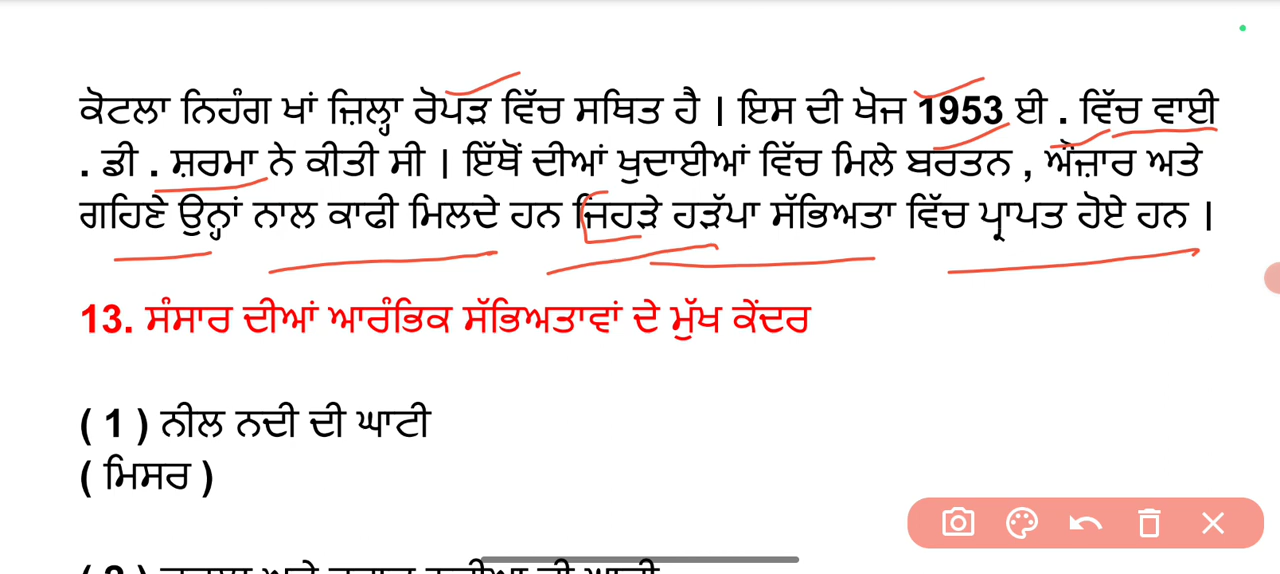 ਕੋਟਲਾ ਨਿਹੰਗ ਖਾਂ ਜ਼ਿਲ੍ਹਾ ਰੋਪੜ ਵਿੱਚ ਸਥਿਤ ਹੈ | ਇਸ ਦੀ ਖੋਜ 1953 ਈ . ਵਿੱਚ ਵਾਈ
. ਡੀ . ਸ਼ਰਮਾ ਨੇ ਕੀਤੀ ਸੀ | ਇੱਥੋਂ ਦੀਆਂ ਖੁਦਾਈਆਂ ਵਿੱਚ ਮਿਲੇ ਬਰਤਨ , ਔਜ਼ਾਰ ਅਤੇ
ਗਹਿਣੇ ਉਨ੍ਹਾਂ ਨਾਲ ਕਾਫੀ ਮਿਲਦੇ ਹਨ ਜਿਹੜੇ ਹੜੱਪਾ ਸੱਭਿਅਤਾ ਵਿੱਚ ਪ੍ਰਾਪਤ ਹੋਏ ਹਨ |
13. ਸੰਸਾਰ ਦੀਆਂ ਆਰੰਭਿਕ ਸੱਭਿਅਤਾਵਾਂ ਦੇ ਮੁੱਖ ਕੇਂਦਰ
( 1 ) ਨੀਲ ਨਦੀ ਦੀ ਘਾਟੀ
( ਮਿਸਰ )